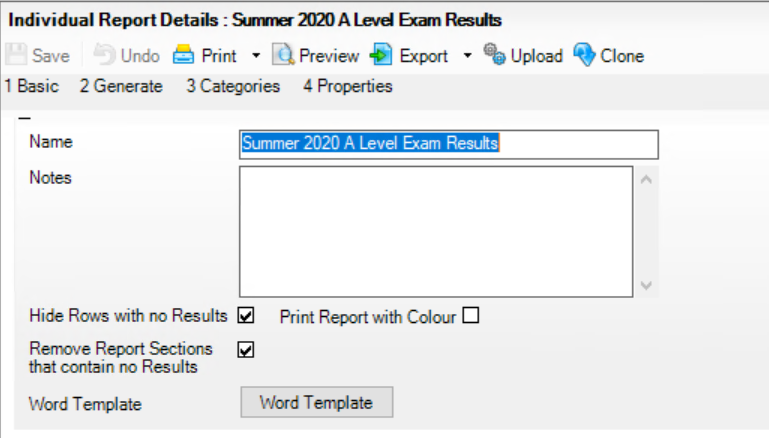 Individual Report Details : Summer 2020 A Level Exam Results
Save Undo Print Preview Export Upload Clone
1 Basic 2 Generate 3 Categories 4 Properties
Name Summer 2020 A Level Exam Results
Notes
Hide Rows with no Results Print Report with Colour
Remove Report Sections
that contain no Results
Word Template Word Template